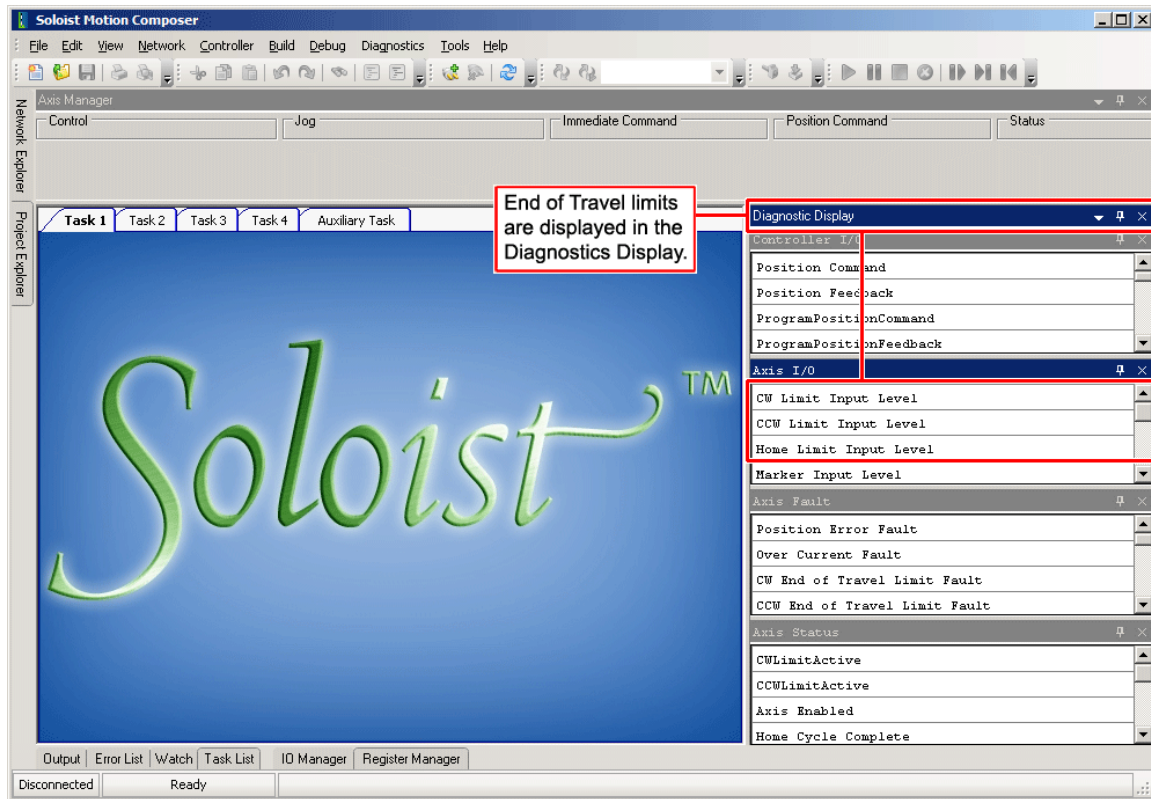 Soloist Motion Composer
File Edit View Network Controller Build Debug Diagnostics Tools Help
Network Explorer
Project Explorer
Axis Manager
Control Jog Immediate Command Position Command Status
Task 1 Task 2 Task 3 Task 4 Auxiliary Task
End of Travel limits
are displayed in the
Diagnostics Display.
Soloist™
Diagnostic Display
Controller I/O
Position Command
Position Feedback
ProgramPositionCommand
ProgramPositionFeedback
Axis I/O
CW Limit Input Level
CCW Limit Input Level
Home Limit Input Level
Marker Input Level
Axis Fault
Position Error Fault
Over Current Fault
CW End of Travel Limit Fault
CCW End of Travel Limit Fault
Axis Status
CWLimitActive
CCWLimitActive
Axis Enabled
Home Cycle Complete
Output Error List Watch Task List IO Manager Register Manager
Disconnected Ready